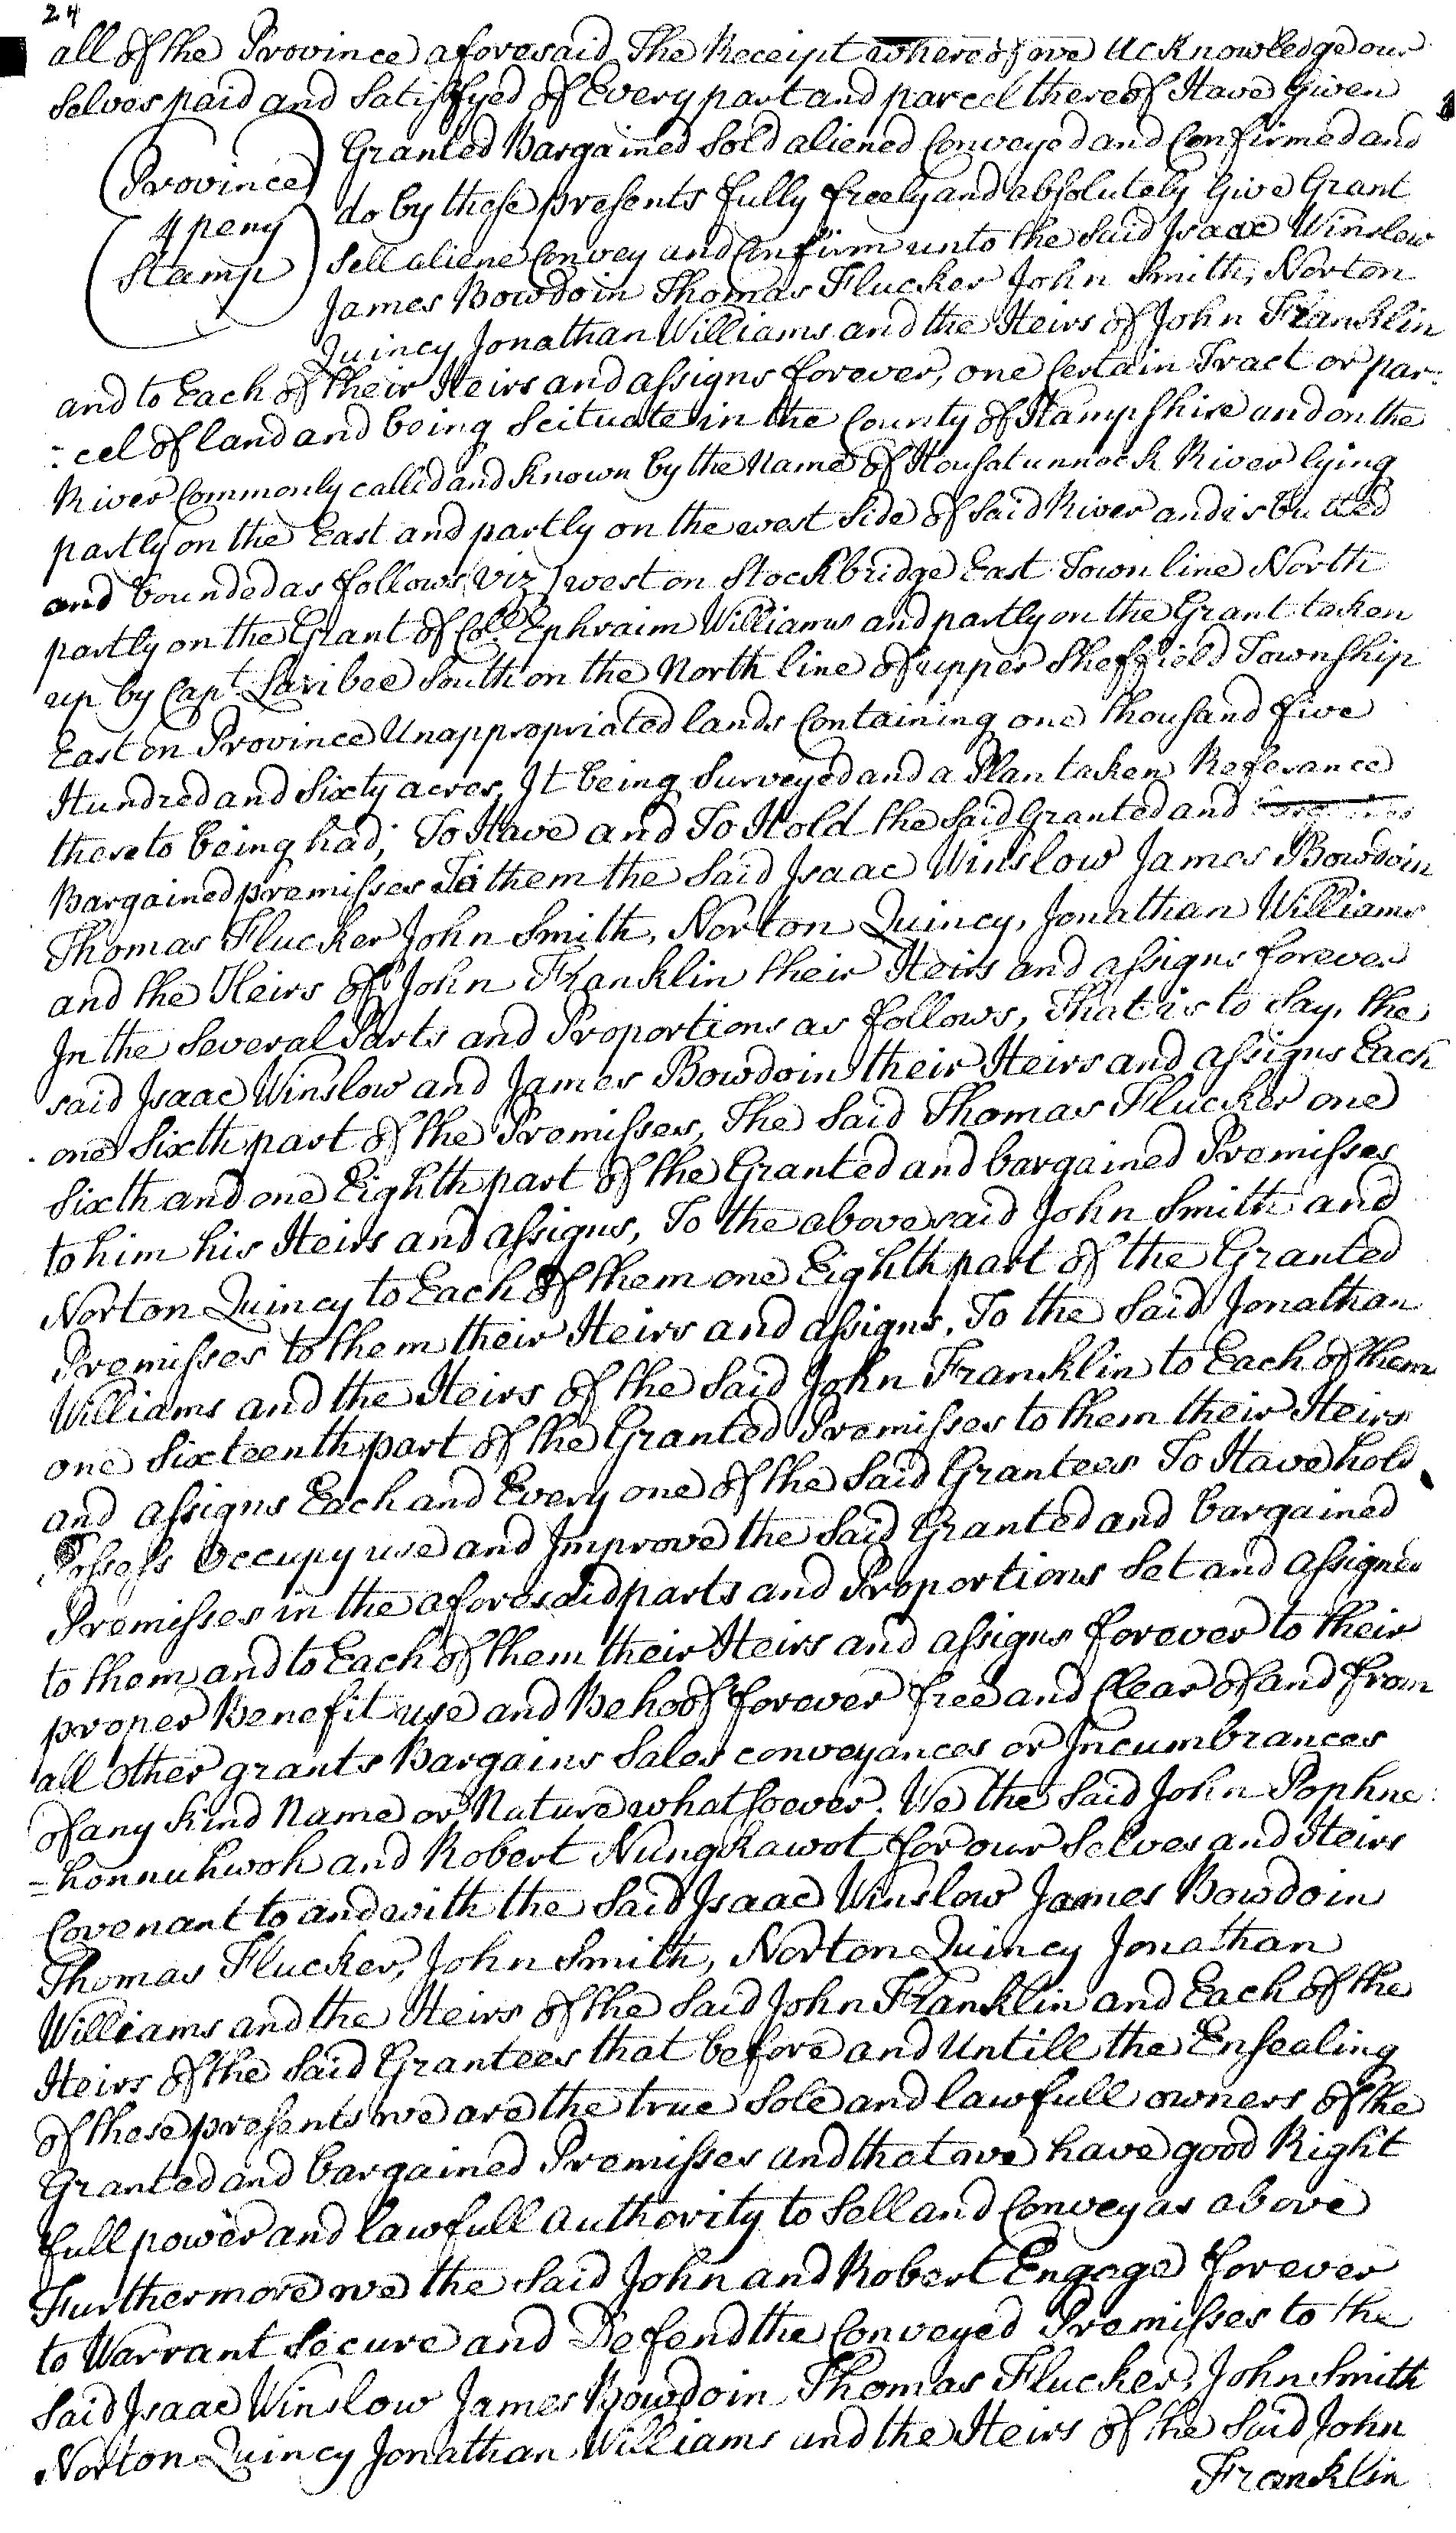 24
all of the Province aforesaid The Receipt whereof we Acknowledge our
selves paid and Satisfyed of Every part and parcel thereof Have Given
Granted Bargained Sold aliened Conveyed and Confirmed and
Province
do by these presents fully freely and absolutely Give Grant
4 peny
Sell aliene Convey and Confirm unto the Said Isaac Winslow
Stamp
James Bowdoin Thomas Flucker John Smith, Norton
Quincy, Jonathan Williams and the Heirs of John Franklin
and to Each of their Heirs and assigns forever, one Certain Tract or par:
:cel of land and being Scituate in the County of Hampshire and on the
River Commonly called and Known by the Name of Housatunnock River lying
partly on the East and partly on the west Side of Said River and is butted
and bounded as follows (viz) west on Stockbridge East Town line North
partly on the Grant of Coll. Ephraim Williams and partly on the Grant taken
up by Capt. Laribee South on the North line of upper Sheffield Township
East on Province Unappropriated lands Containing one thousand five
Hundred and Sixty acres, It being Surveyed and a Plan taken Referance
thereto being had; To Have and To Hold the Said Granted and
Bargained premisses To them the Said Isaac Winslow James Bowdoin
Thomas Flucker John Smith, Norton Quincy, Jonathan Williams
and the Heirs of John Franklin their Heirs and assigns forever
In the Several Parts and Proportions as follows, That is to Say, the
said Isaac Winslow and James Bowdoin their Heirs and assigns Each
one Sixth part of the Premisses, The Said Thomas Flucker one
Sixth and one Eighth part of the Granted and bargained Premisses
to him his Heirs and assigns, To the abovesaid John Smith and
Norton Quincy to Each of them one Eighth part of the Granted
Premisses to them their Heirs and assigns, To the Said Jonathan
Williams and the Heirs of the Said John Franklin to Each of them
one Sixteenth part of the Granted Premisses to them their Heirs
and assigns Each and Every one of the Said Grantees To Have hold
Possess Occupy use and Improve the Said Granted and bargained
Premisses in the aforesaid parts and Proportions Set and assigned
to them and to Each of them their Heirs and assigns forever to their
proper Benefit use and Behoof forever free and Clear of and from
all other grants Bargains Sales conveyances or Incumbrances
of any Kind Name or Nature whatsoever. We the Said John Pophne:
=honnuhwoh and Robert Nungkawot for our Selves and Heirs
Covenant to and with the Said Isaac Winslow James Bowdoin
Thomas Flucker, John Smith, Norton Quincy Jonathan
Williams and the Heirs of the Said John Franklin and Each of the
Heirs of the Said Grantees that before and Untill the Ensealing
of these presents we are the true Sole and lawfull owners of the
Granted and bargained Premisses and that we have good Right
full power and lawfull Authority to Sell and Convey as above
Furthermore we the Said John and Robert Engage forever
to Warrant Secure and Defend the Conveyed Premisses to the
Said Isaac Winslow James Bowdoin Thomas Flucker, John Smith
Norton Quincy Jonathan Williams and the Heirs of the Said John
Franklin